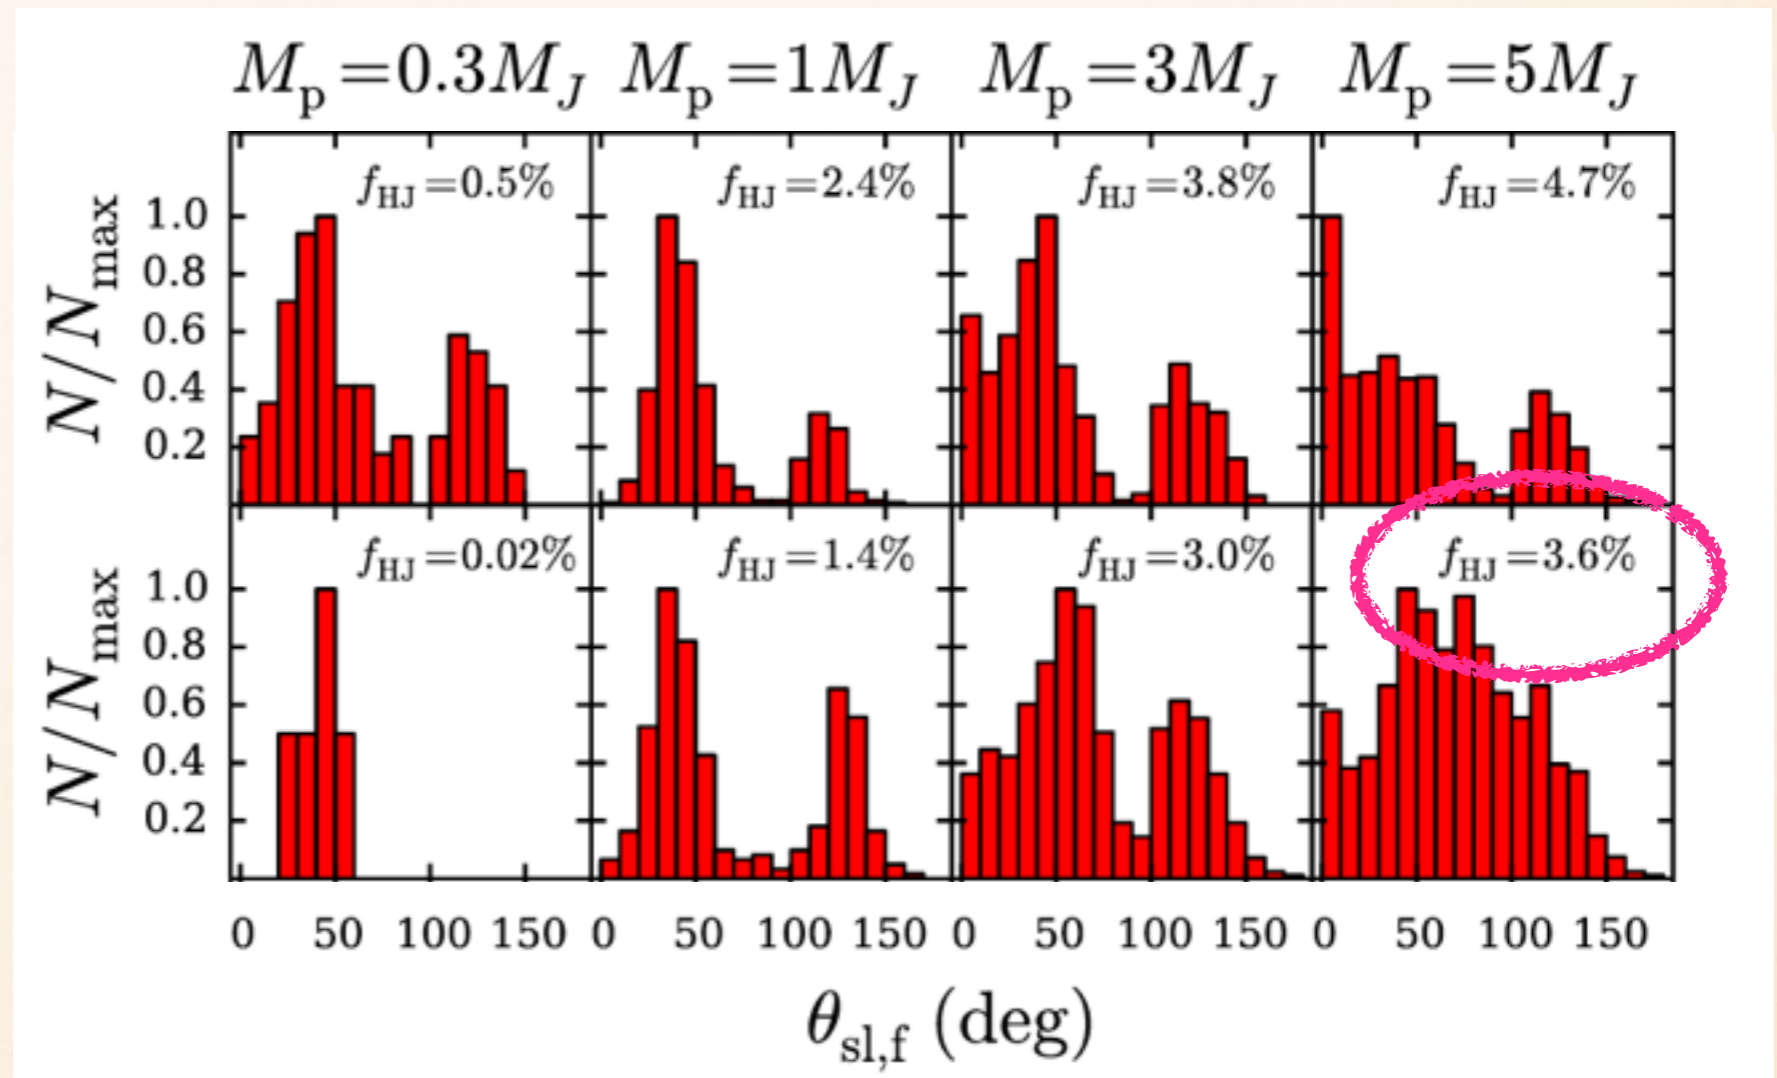 M_p=0.3M_J M_p=1M_J M_p=3M_J M_p=5M_J
f_HJ=0.5% f_HJ=2.4% f_HJ=3.8% f_HJ=4.7%
N/N_max
1.0
0.8
0.6
0.4
0.2
f_HJ=0.02% f_HJ=1.4% f_HJ=3.0% f_HJ=3.6%
N/N_max
1.0
0.8
0.6
0.4
0.2
0 50 100 150 0 50 100 150 0 50 100 150 0 50 100 150
θ_sl,f (deg)